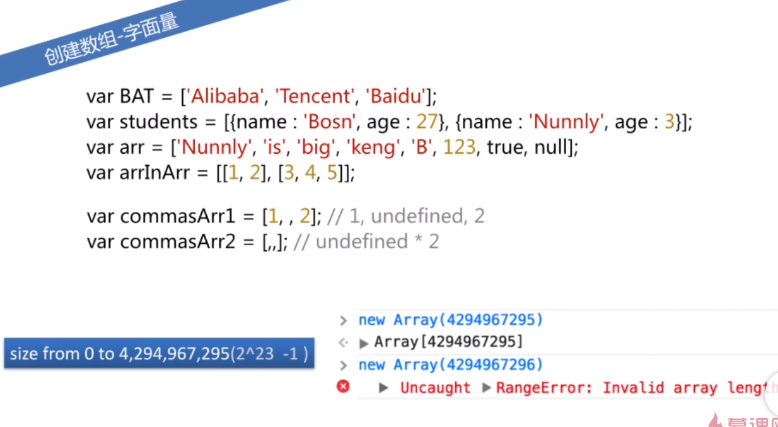 创建数组-字面量
var BAT = ['Alibaba', 'Tencent', 'Baidu'];
var students = [{name : 'Bosn', age : 27}, {name : 'Nunnly', age : 3}];
var arr = ['Nunnly', 'is', 'big', 'keng', 'B', 123, true, null];
var arrInArr = [[1, 2], [3, 4, 5]];
var commasArr1 = [1, , 2]; // 1, undefined, 2
var commasArr2 = [,,]; // undefined * 2
size from 0 to 4,294,967,295(2^23 -1 )
new Array(4294967295)
Array[4294967295]
new Array(4294967296)
Uncaught RangeError: Invalid array length